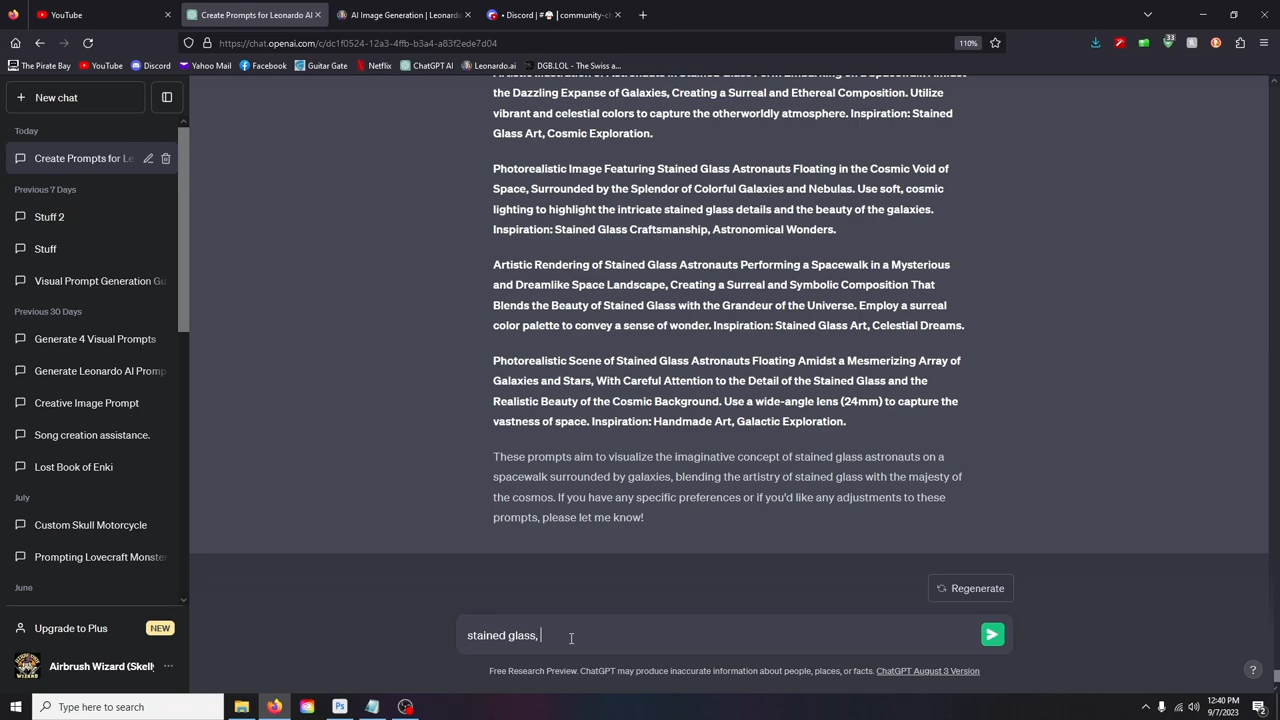 YouTube
Create Prompts for Leonardo AI
AI Image Generation | Leonardo
• Discord | #🧑‍🍳 | community-ch
https://chat.openai.com/c/dc1f0524-12a3-4ffb-b3a4-a83f2ede7d04
110%
The Pirate Bay
YouTube
Discord
Yahoo Mail
Facebook
Guitar Gate
Netflix
ChatGPT AI
Leonardo.ai
DGB.LOL - The Swiss a...
New chat
Today
Create Prompts for Le
Previous 7 Days
Stuff 2
Stuff
Visual Prompt Generation Gu
Previous 30 Days
Generate 4 Visual Prompts
Generate Leonardo AI Promp
Creative Image Prompt
Song creation assistance.
Lost Book of Enki
July
Custom Skull Motorcycle
Prompting Lovecraft Monster
June
Upgrade to Plus
NEW
Airbrush Wizard (Skelly
Artistic Illustration of Astronauts in Stained Glass Form Embarking on a Spacewalk Amidst
the Dazzling Expanse of Galaxies, Creating a Surreal and Ethereal Composition. Utilize
vibrant and celestial colors to capture the otherworldly atmosphere. Inspiration: Stained
Glass Art, Cosmic Exploration.
Photorealistic Image Featuring Stained Glass Astronauts Floating in the Cosmic Void of
Space, Surrounded by the Splendor of Colorful Galaxies and Nebulas. Use soft, cosmic
lighting to highlight the intricate stained glass details and the beauty of the galaxies.
Inspiration: Stained Glass Craftsmanship, Astronomical Wonders.
Artistic Rendering of Stained Glass Astronauts Performing a Spacewalk in a Mysterious
and Dreamlike Space Landscape, Creating a Surreal and Symbolic Composition That
Blends the Beauty of Stained Glass with the Grandeur of the Universe. Employ a surreal
color palette to convey a sense of wonder. Inspiration: Stained Glass Art, Celestial Dreams.
Photorealistic Scene of Stained Glass Astronauts Floating Amidst a Mesmerizing Array of
Galaxies and Stars, With Careful Attention to the Detail of the Stained Glass and the
Realistic Beauty of the Cosmic Background. Use a wide-angle lens (24mm) to capture the
vastness of space. Inspiration: Handmade Art, Galactic Exploration.
These prompts aim to visualize the imaginative concept of stained glass astronauts on a
spacewalk surrounded by galaxies, blending the artistry of stained glass with the majesty of
the cosmos. If you have any specific preferences or if you'd like any adjustments to these
prompts, please let me know!
Regenerate
stained glass,
Free Research Preview. ChatGPT may produce inaccurate information about people, places, or facts. ChatGPT August 3 Version
Type here to search
12:40 PM
9/7/2023